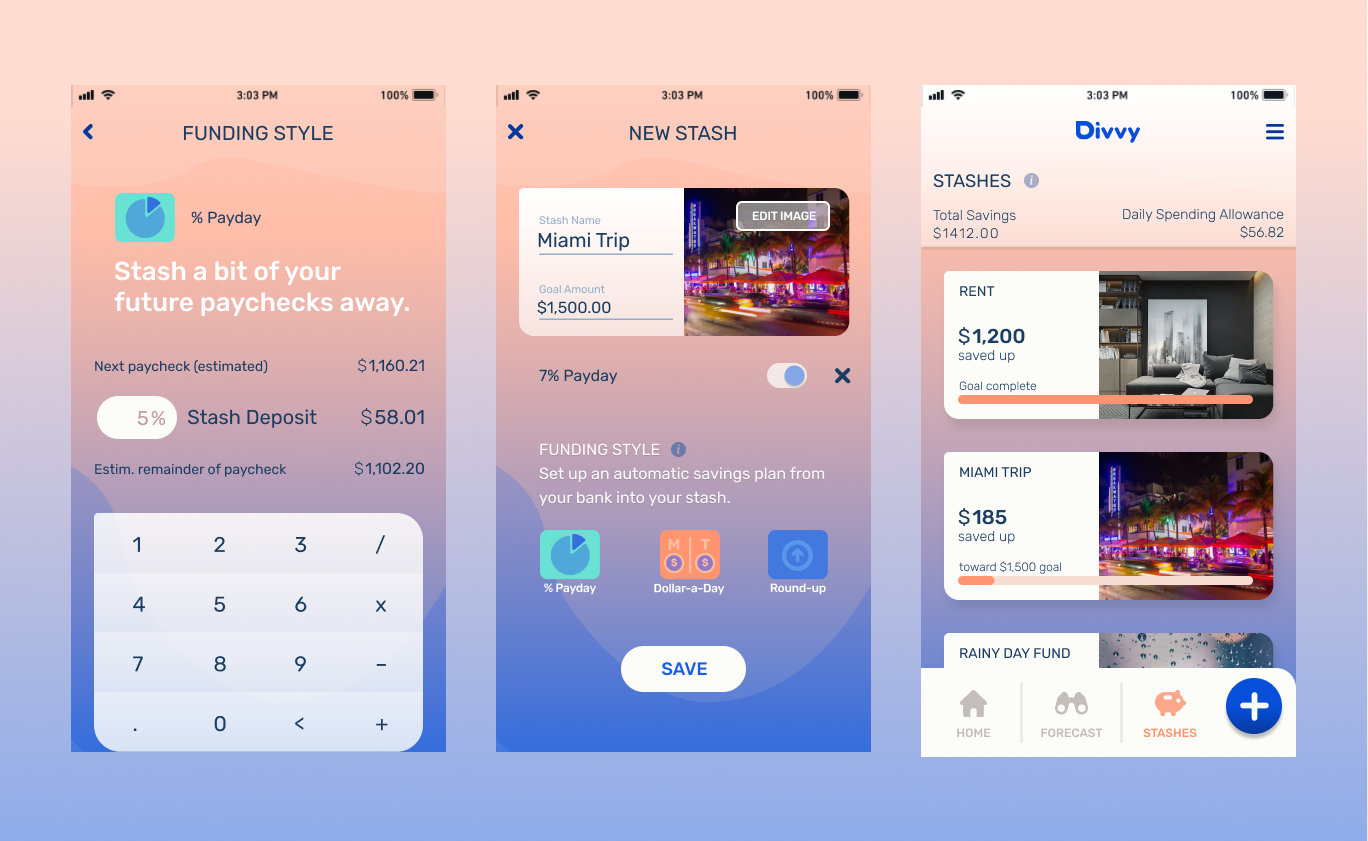 3:03 PM 100%
FUNDING STYLE
% Payday
Stash a bit of your
future paychecks away.
Next paycheck (estimated) $1,160.21
5% Stash Deposit $58.01
Estim. remainder of paycheck $1,102.20
1 2 3 /
4 5 6 x
7 8 9 –
. 0 < +
3:03 PM 100%
NEW STASH
EDIT IMAGE
Stash Name
Miami Trip
Goal Amount
$1,500.00
7% Payday
FUNDING STYLE i
Set up an automatic savings plan from
your bank into your stash.
M T
$ $
% Payday Dollar-a-Day Round-up
SAVE
3:03 PM 100%
Divvy
STASHES i
Total Savings Daily Spending Allowance
$1412.00 $56.82
RENT
$1,200
saved up
Goal complete
MIAMI TRIP
$185
saved up
toward $1,500 goal
RAINY DAY FUND
HOME FORECAST STASHES